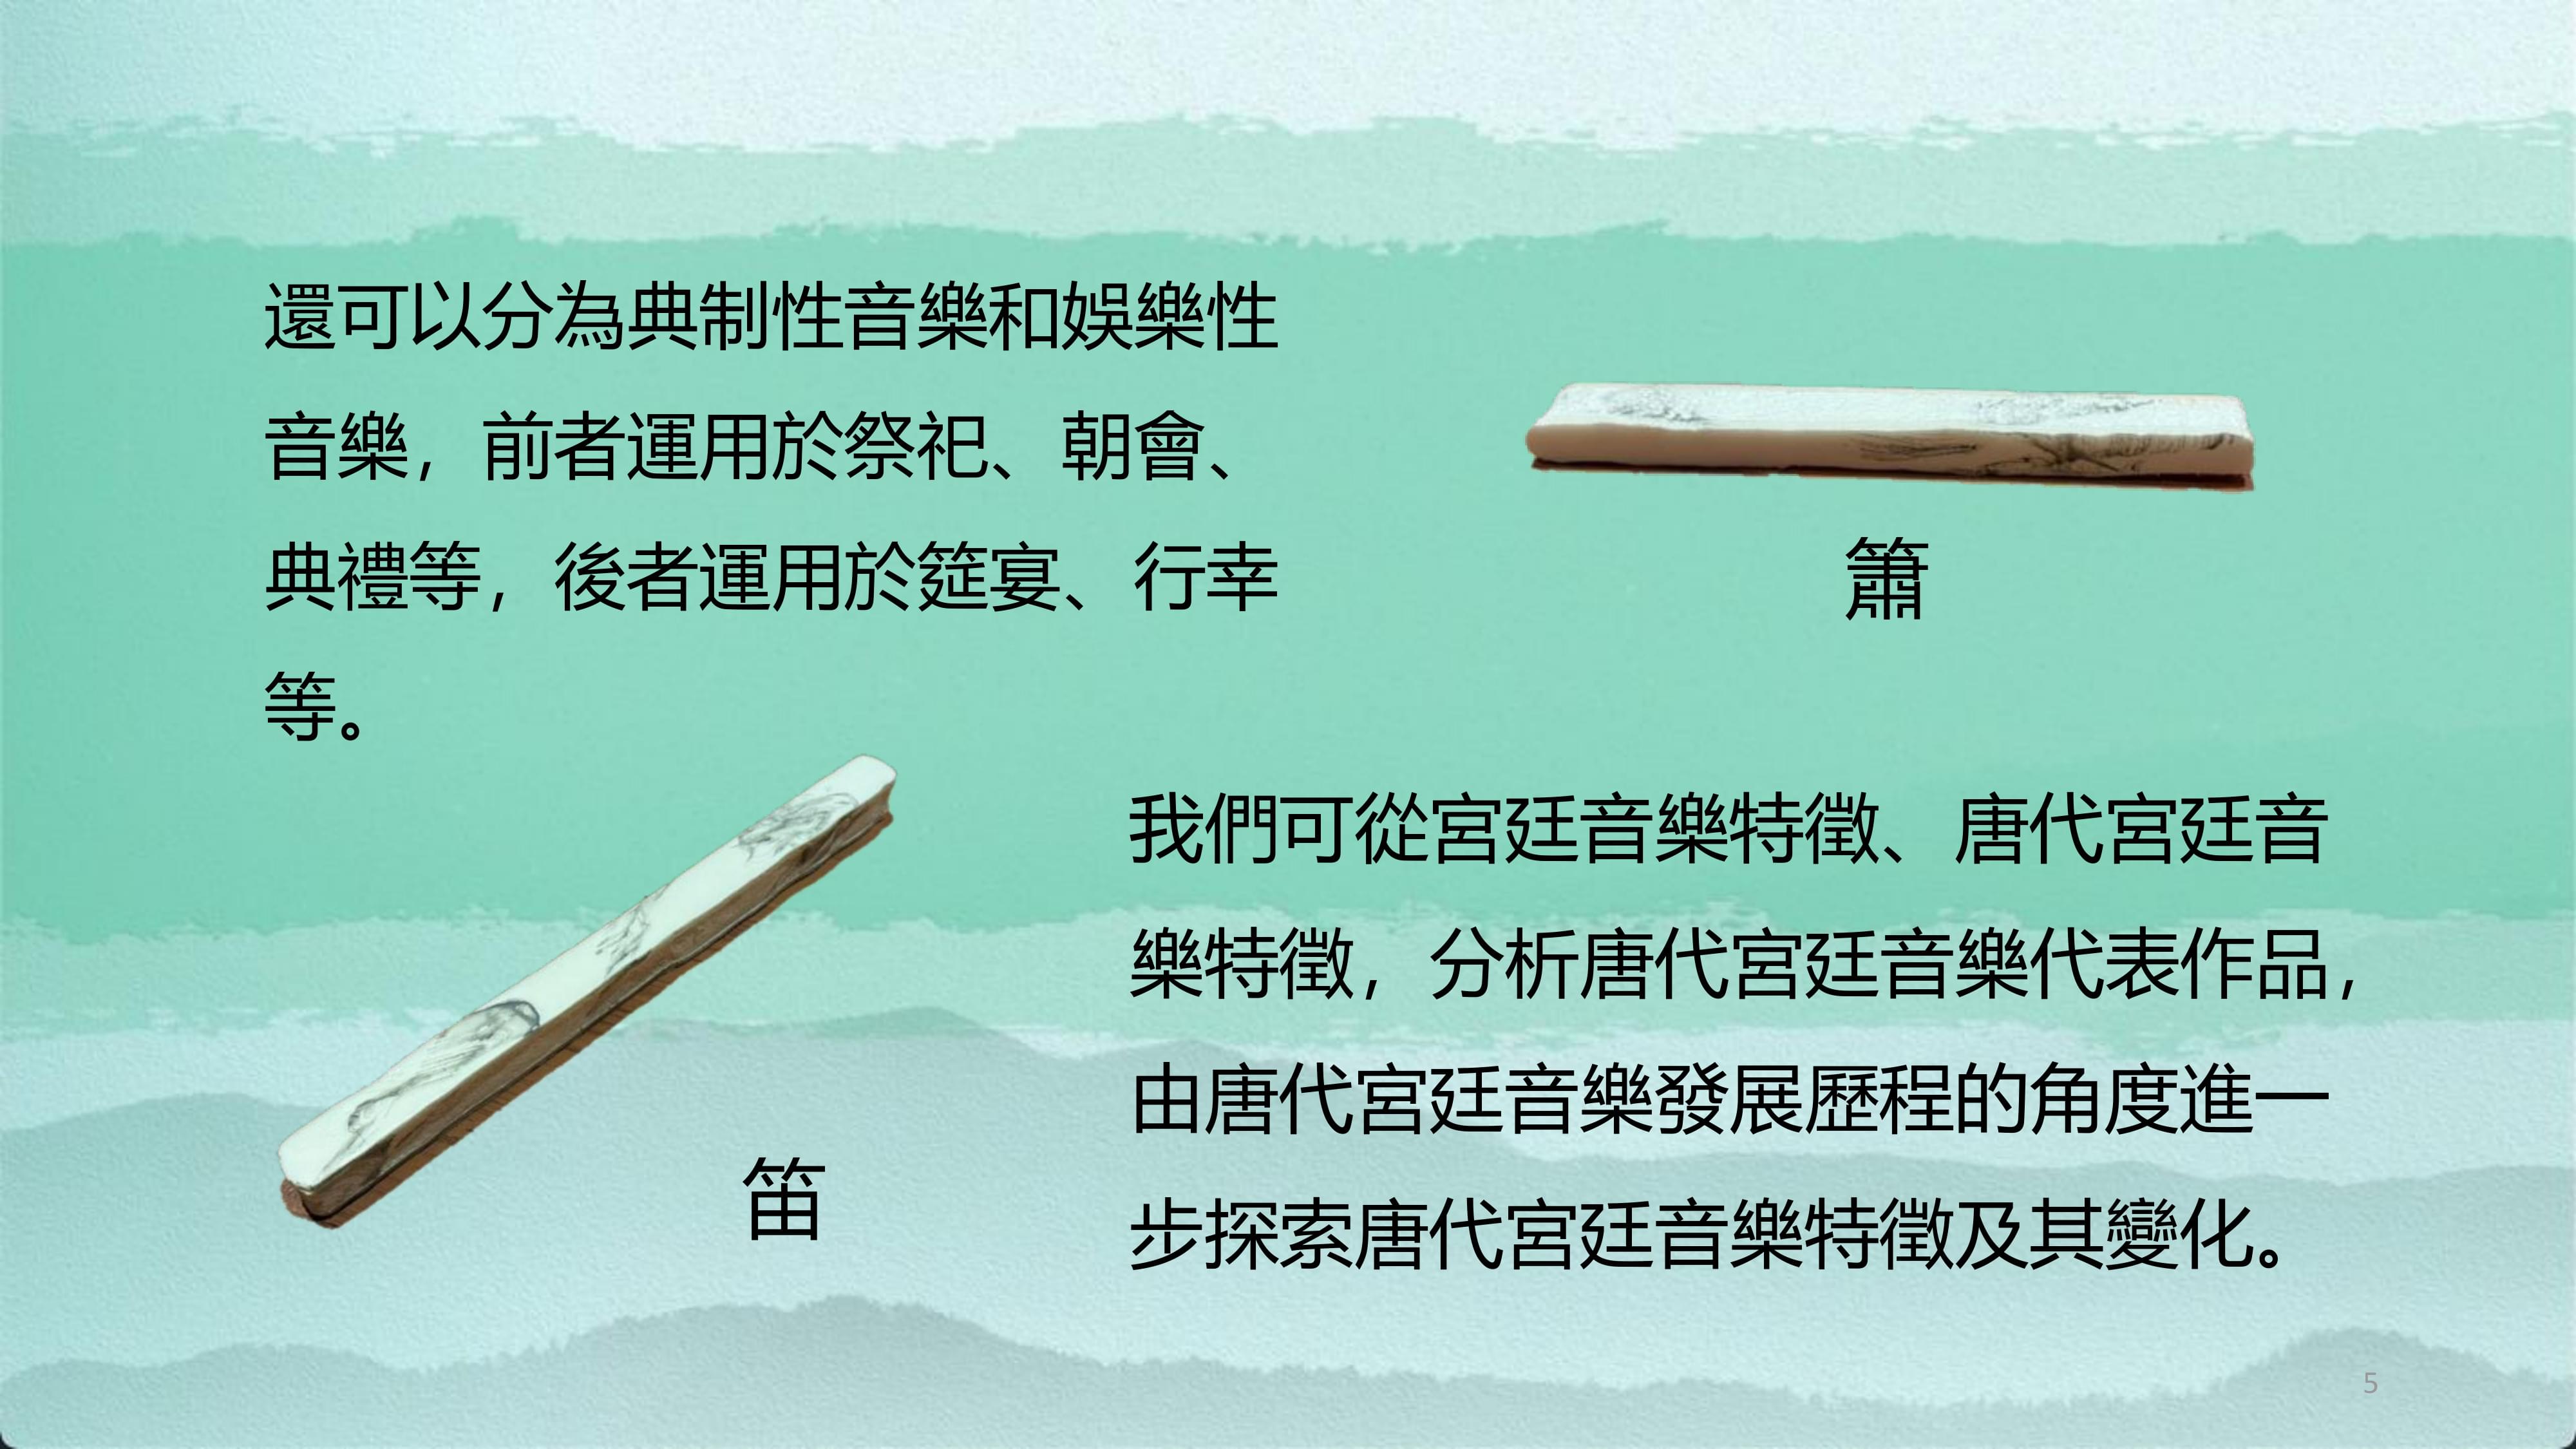 還可以分為典制性音樂和娛樂性
音樂，前者運用於祭祀、朝會、
典禮等，後者運用於筵宴、行幸
等。
簫
笛
我們可從宮廷音樂特徵、唐代宮廷音
樂特徵，分析唐代宮廷音樂代表作品，
由唐代宮廷音樂發展歷程的角度進一
步探索唐代宮廷音樂特徵及其變化。
5